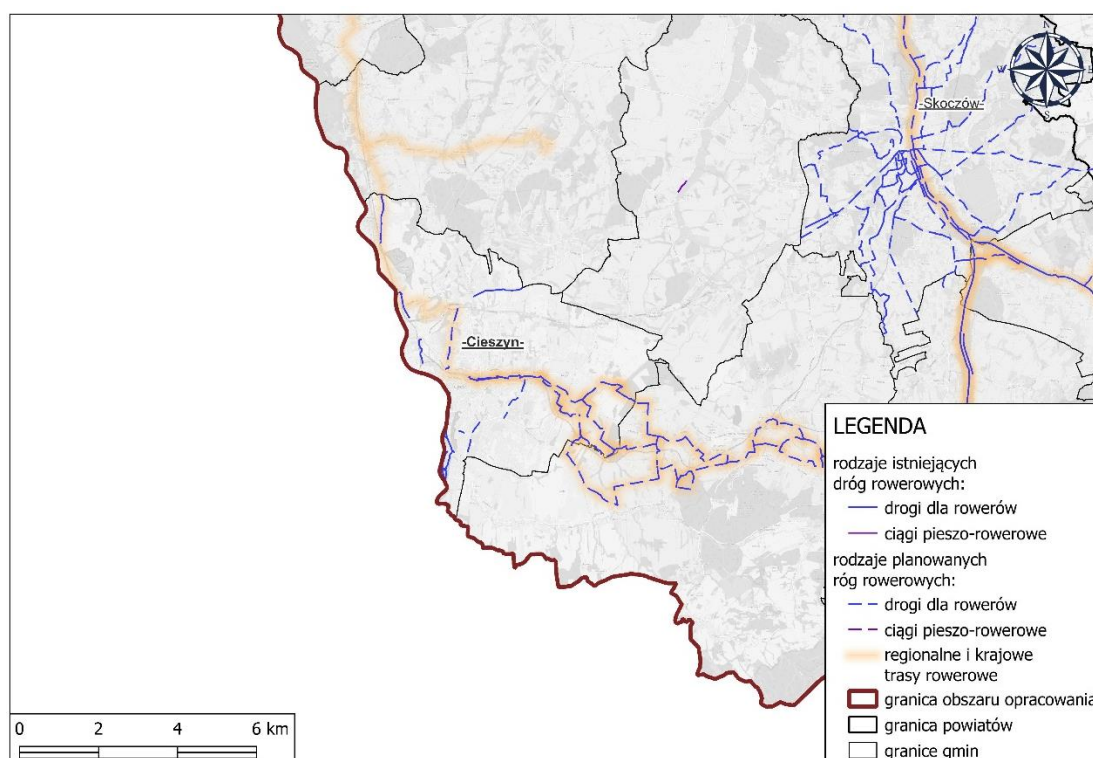 N
W
E
S
-Skoczów-
-Cieszyn-
LEGENDA
rodzaje istniejących
dróg rowerowych:
drogi dla rowerów
ciągi pieszo-rowerowe
rodzaje planowanych
róg rowerowych:
drogi dla rowerów
ciągi pieszo-rowerowe
regionalne i krajowe
trasy rowerowe
granica obszaru opracowania
granica powiatów
granice gmin
0 2 4 6 km